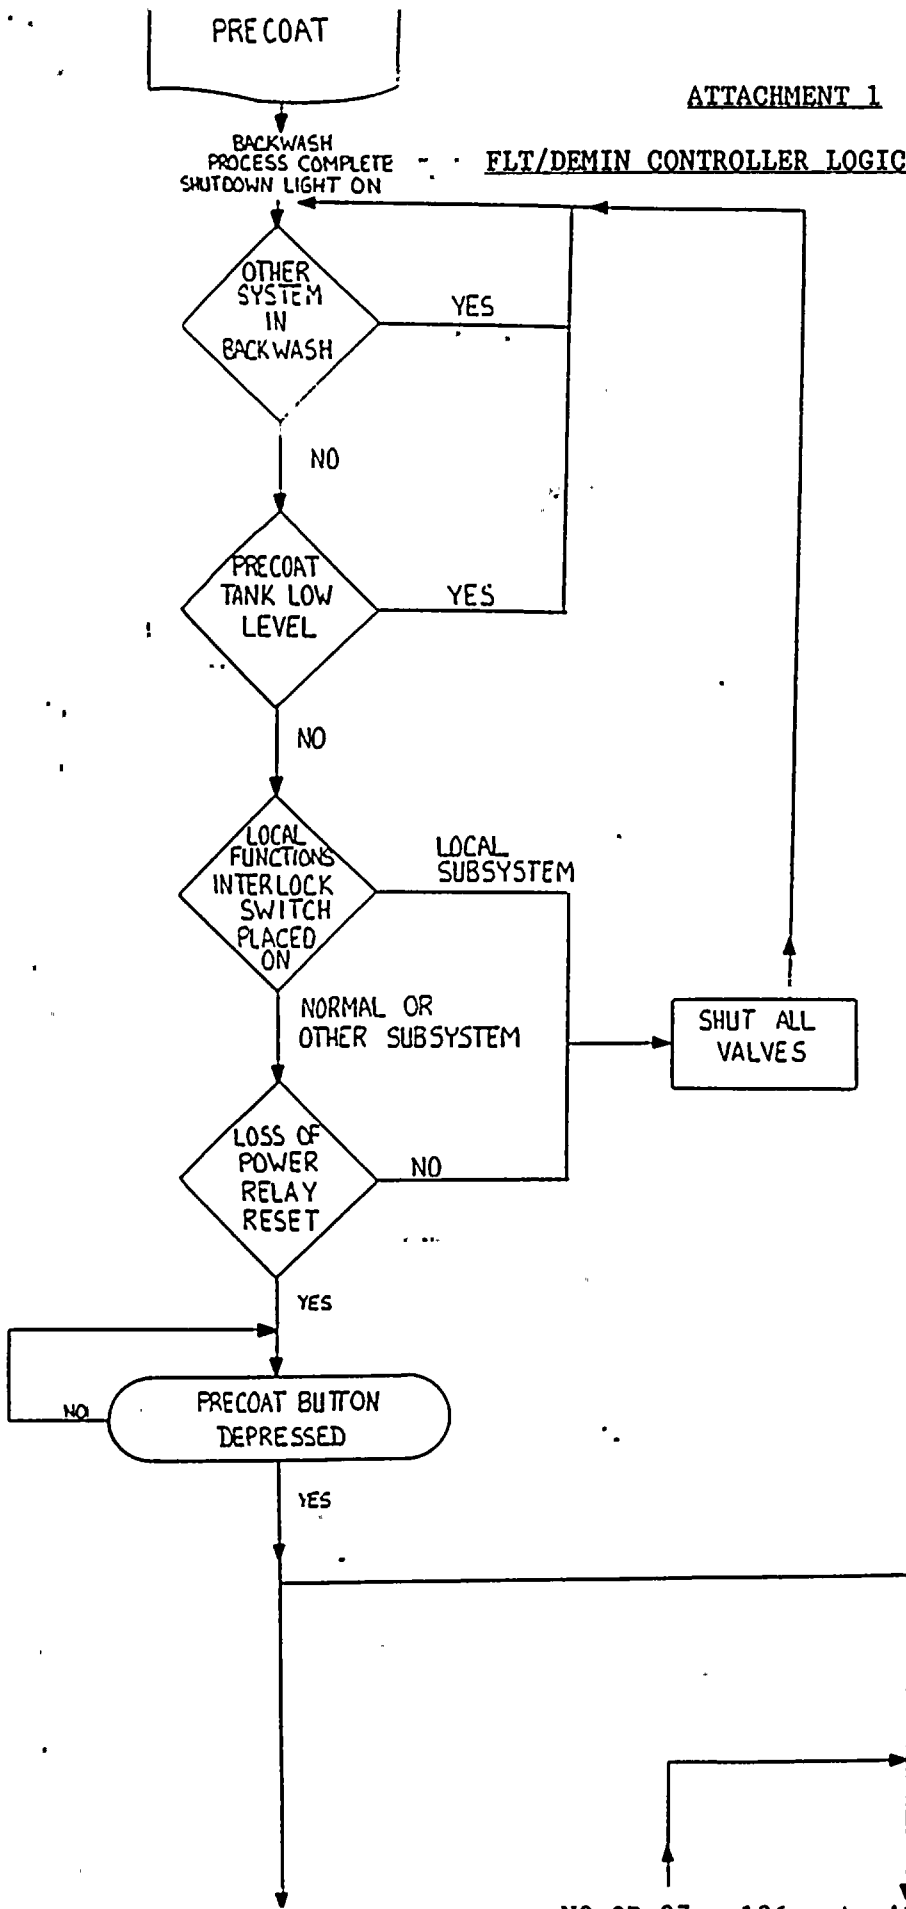 PRECOAT
ATTACHMENT 1
BACKWASH
PROCESS COMPLETE
SHUTDOWN LIGHT ON
FLT/DEMIN CONTROLLER LOGIC
OTHER
SYSTEM
IN
BACKWASH
YES
NO
PRECOAT
TANK LOW
LEVEL
YES
NO
LOCAL
FUNCTIONS
INTERLOCK
SWITCH
PLACED
ON
LOCAL
SUBSYSTEM
NORMAL OR
OTHER SUBSYSTEM
SHUT ALL
VALVES
LOSS OF
POWER
RELAY
RESET
NO
YES
NO
PRECOAT BUTTON
DEPRESSED
YES